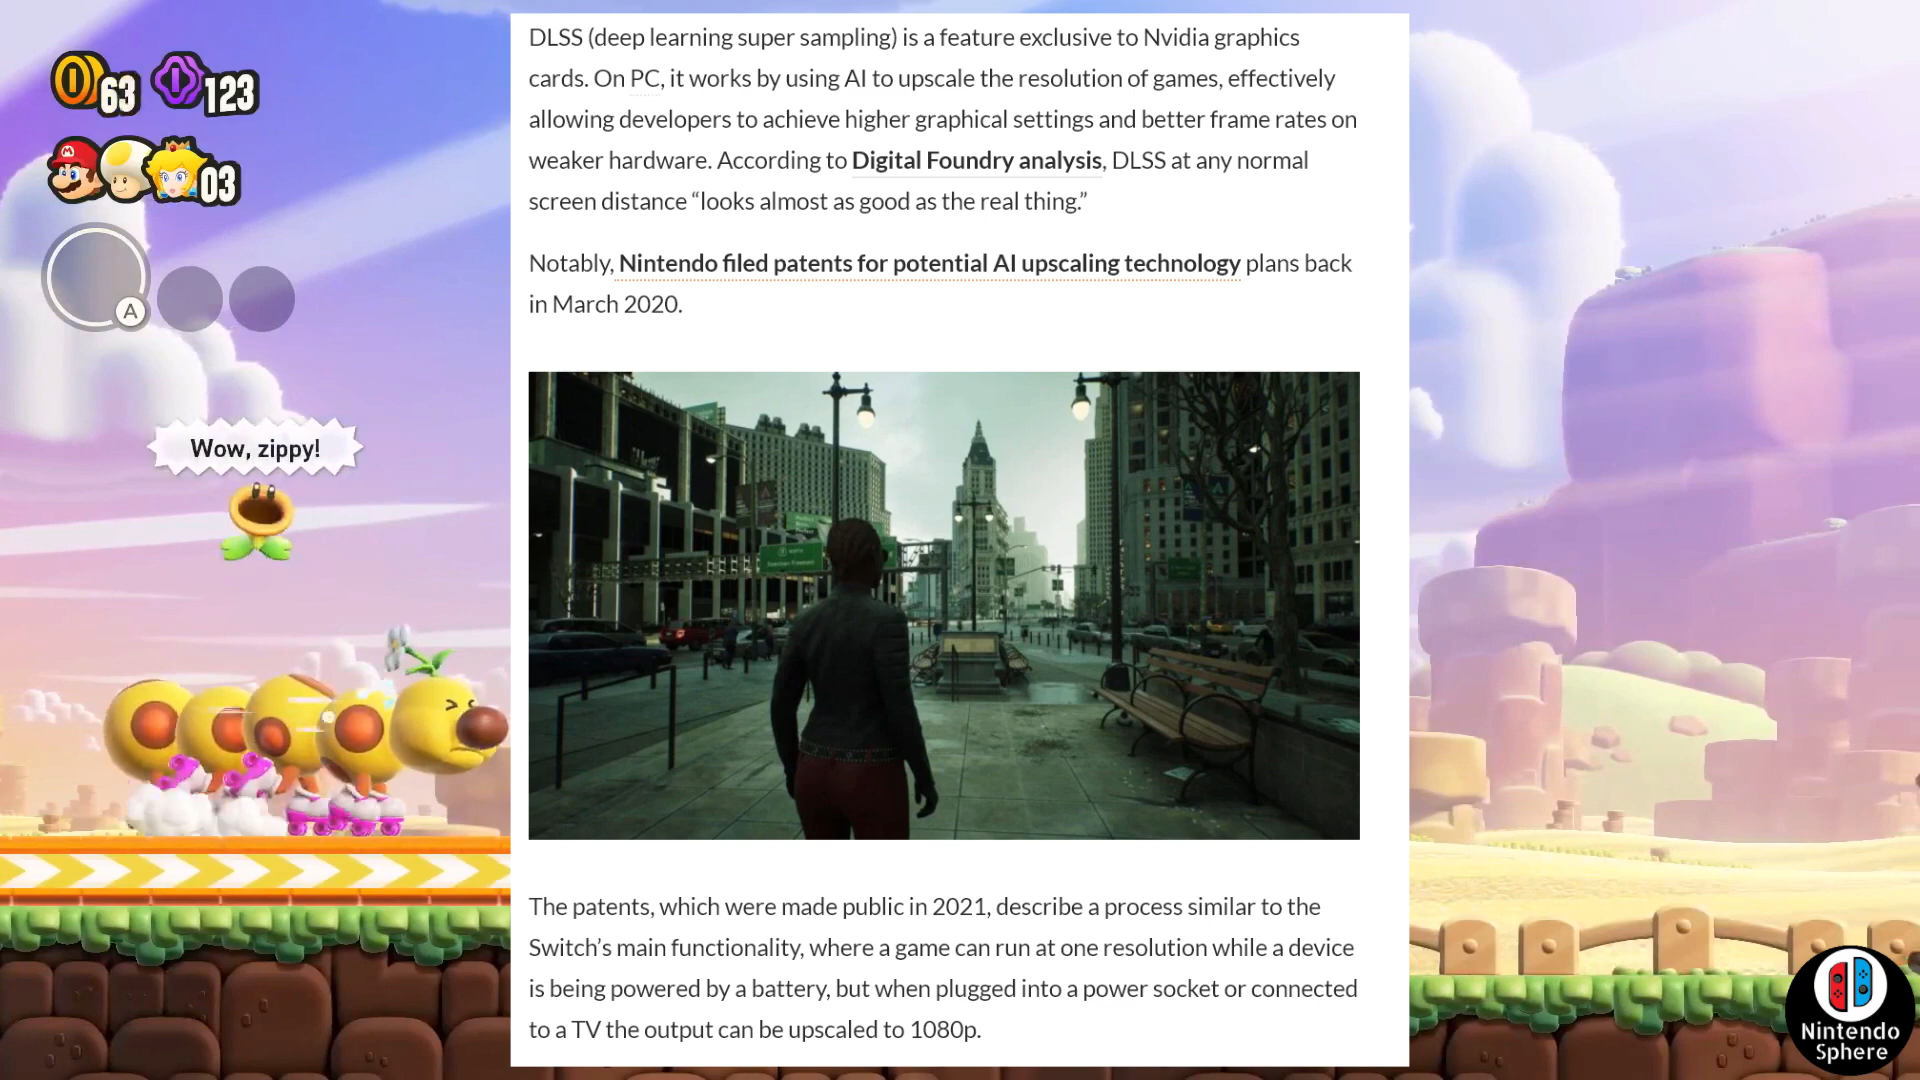 63 123
03
A
Wow, zippy!
DLSS (deep learning super sampling) is a feature exclusive to Nvidia graphics
cards. On PC, it works by using AI to upscale the resolution of games, effectively
allowing developers to achieve higher graphical settings and better frame rates on
weaker hardware. According to Digital Foundry analysis, DLSS at any normal
screen distance “looks almost as good as the real thing.”
Notably, Nintendo filed patents for potential AI upscaling technology plans back
in March 2020.
The patents, which were made public in 2021, describe a process similar to the
Switch’s main functionality, where a game can run at one resolution while a device
is being powered by a battery, but when plugged into a power socket or connected
to a TV the output can be upscaled to 1080p.
Nintendo
Sphere